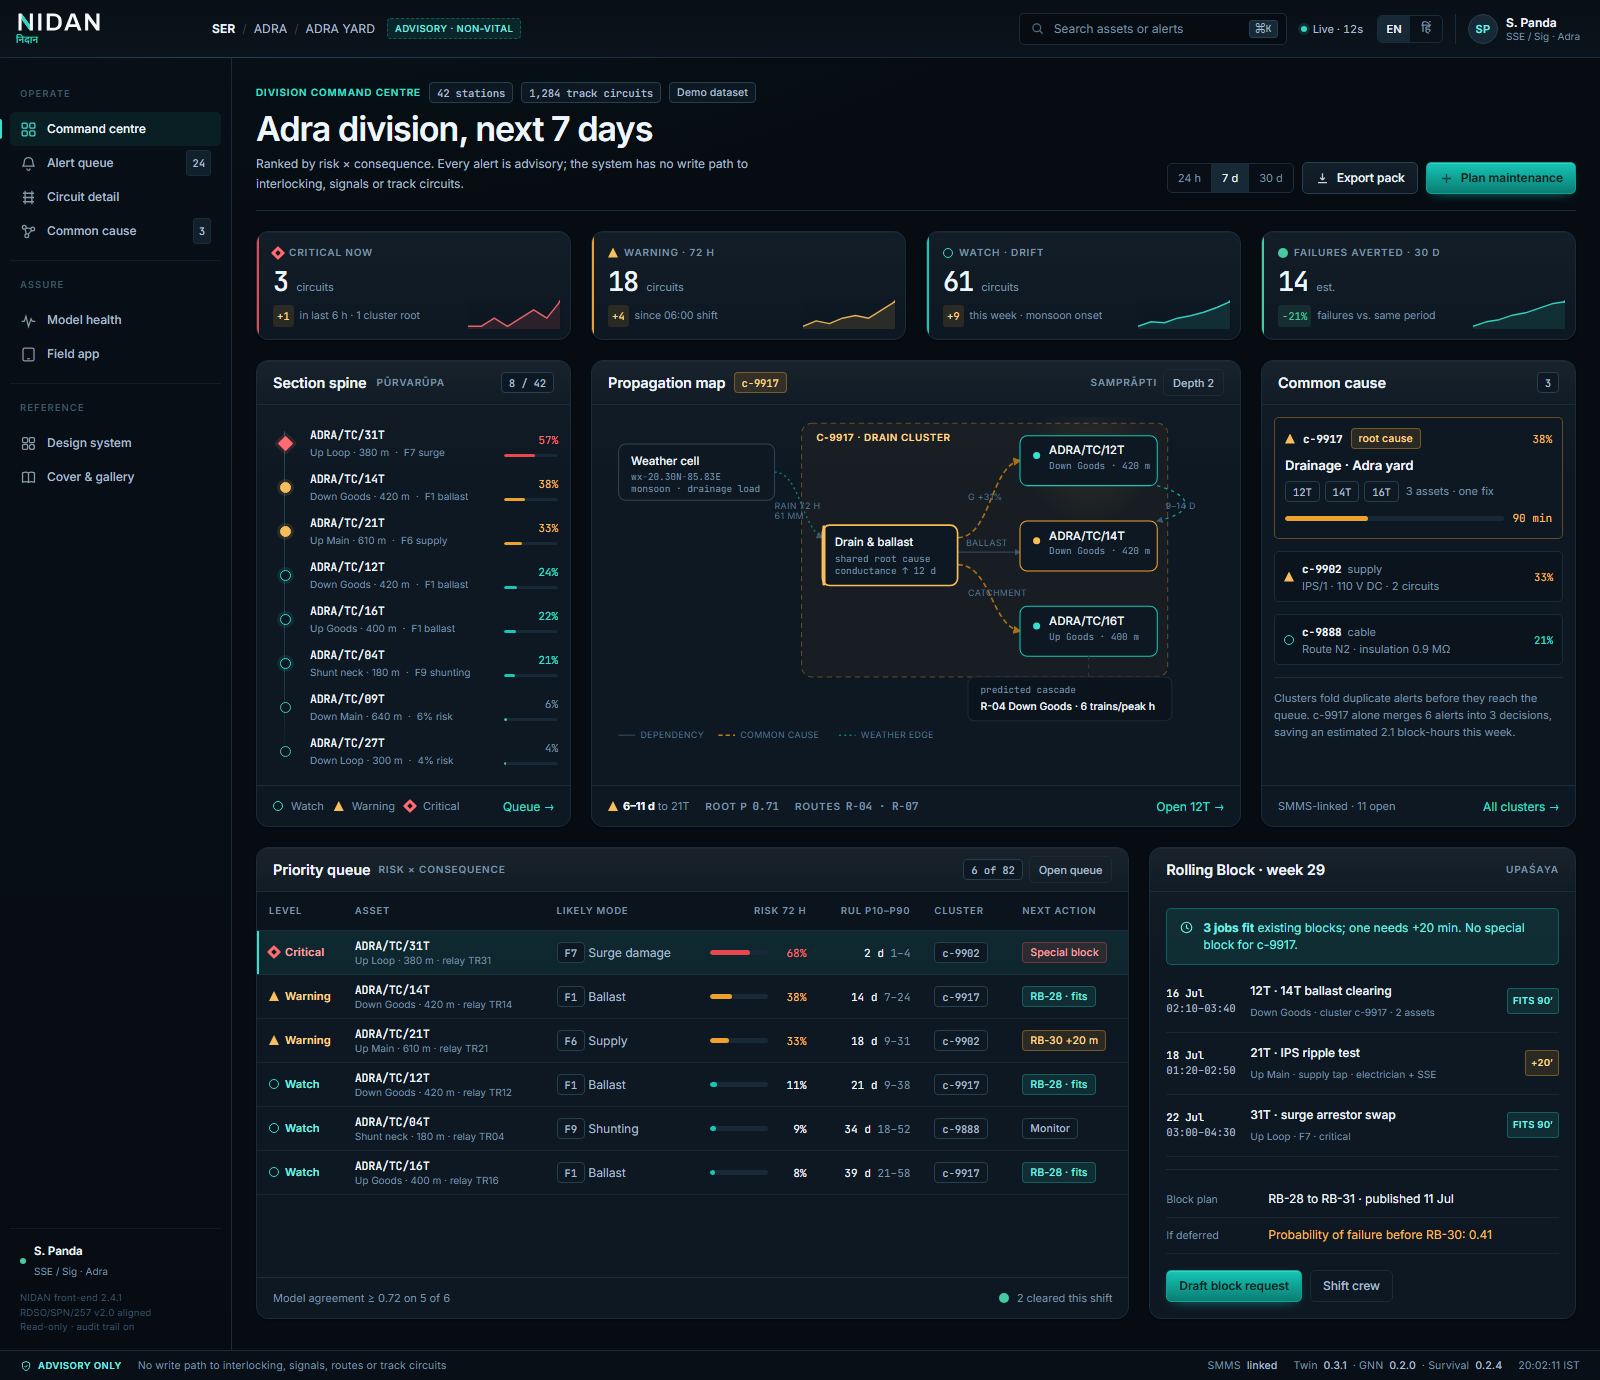 NIDAN
निदान
SER / ADRA / ADRA YARD
ADVISORY · NON-VITAL
Search assets or alerts ⌘K
Live · 12s
EN हिं
SP
S. Panda
SSE / Sig · Adra
OPERATE
Command centre
Alert queue 24
Circuit detail
Common cause 3
ASSURE
Model health
Field app
REFERENCE
Design system
Cover & gallery
S. Panda
SSE / Sig · Adra
NIDAN front-end 2.4.1
RDSO/SPN/257 v2.0 aligned
Read-only · audit trail on
DIVISION COMMAND CENTRE 42 stations 1,284 track circuits Demo dataset
Adra division, next 7 days
Ranked by risk × consequence. Every alert is advisory; the system has no write path to
interlocking, signals or track circuits.
24 h 7 d 30 d
Export pack
Plan maintenance
CRITICAL NOW
3 circuits
+1 in last 6 h · 1 cluster root
WARNING · 72 H
18 circuits
+4 since 06:00 shift
WATCH · DRIFT
61 circuits
+9 this week · monsoon onset
FAILURES AVERTED · 30 D
14 est.
-21% failures vs. same period
Section spine PŪRVARŪPA 8 / 42
ADRA/TC/31T 57%
Up Loop · 380 m · F7 surge
ADRA/TC/14T 38%
Down Goods · 420 m · F1 ballast
ADRA/TC/21T 33%
Up Main · 610 m · F6 supply
ADRA/TC/12T 24%
Down Goods · 420 m · F1 ballast
ADRA/TC/16T 22%
Up Goods · 400 m · F1 ballast
ADRA/TC/04T 21%
Shunt neck · 180 m · F9 shunting
ADRA/TC/09T 6%
Down Main · 640 m · 6% risk
ADRA/TC/27T 4%
Down Loop · 300 m · 4% risk
Watch Warning Critical Queue →
Propagation map c-9917 SAMPRĀPTI Depth 2
C-9917 · DRAIN CLUSTER
Weather cell
wx-20.30N-85.83E
monsoon · drainage load
RAIN 72 H
61 MM
Drain & ballast
shared root cause
conductance ↑ 12 d
G +32%
BALLAST
CATCHMENT
ADRA/TC/12T
Down Goods · 420 m
9–14 D
ADRA/TC/14T
Down Goods · 420 m
ADRA/TC/16T
Up Goods · 400 m
predicted cascade
R-04 Down Goods · 6 trains/peak h
DEPENDENCY COMMON CAUSE WEATHER EDGE
6–11 d to 21T ROOT P 0.71 ROUTES R-04 · R-07 Open 12T →
Common cause 3
c-9917 root cause 38%
Drainage · Adra yard
12T 14T 16T 3 assets · one fix
90 min
c-9902 supply 33%
IPS/1 · 110 V DC · 2 circuits
c-9888 cable 21%
Route N2 · insulation 0.9 MΩ
Clusters fold duplicate alerts before they reach the
queue. c-9917 alone merges 6 alerts into 3 decisions,
saving an estimated 2.1 block-hours this week.
SMMS-linked · 11 open All clusters →
Priority queue RISK × CONSEQUENCE 6 of 82 Open queue
LEVEL ASSET LIKELY MODE RISK 72 H RUL P10–P90 CLUSTER NEXT ACTION
Critical ADRA/TC/31T F7 Surge damage 68% 2 d 1–4 c-9902 Special block
Up Loop · 380 m · relay TR31
Warning ADRA/TC/14T F1 Ballast 38% 14 d 7–24 c-9917 RB-28 · fits
Down Goods · 420 m · relay TR14
Warning ADRA/TC/21T F6 Supply 33% 18 d 9–31 c-9902 RB-30 +20 m
Up Main · 610 m · relay TR21
Watch ADRA/TC/12T F1 Ballast 11% 21 d 9–38 c-9917 RB-28 · fits
Down Goods · 420 m · relay TR12
Watch ADRA/TC/04T F9 Shunting 9% 34 d 18–52 c-9888 Monitor
Shunt neck · 180 m · relay TR04
Watch ADRA/TC/16T F1 Ballast 8% 39 d 21–58 c-9917 RB-28 · fits
Up Goods · 400 m · relay TR16
Model agreement ≥ 0.72 on 5 of 6 2 cleared this shift
Rolling Block · week 29 UPAŚAYA
3 jobs fit existing blocks; one needs +20 min. No special
block for c-9917.
16 Jul 12T · 14T ballast clearing FITS 90'
02:10–03:40 Down Goods · cluster c-9917 · 2 assets
18 Jul 21T · IPS ripple test +20'
01:20–02:50 Up Main · supply tap · electrician + SSE
22 Jul 31T · surge arrestor swap FITS 90'
03:00–04:30 Up Loop · F7 · critical
Block plan RB-28 to RB-31 · published 11 Jul
If deferred Probability of failure before RB-30: 0.41
Draft block request Shift crew
ADVISORY ONLY No write path to interlocking, signals, routes or track circuits
SMMS linked Twin 0.3.1 · GNN 0.2.0 · Survival 0.2.4 20:02:11 IST